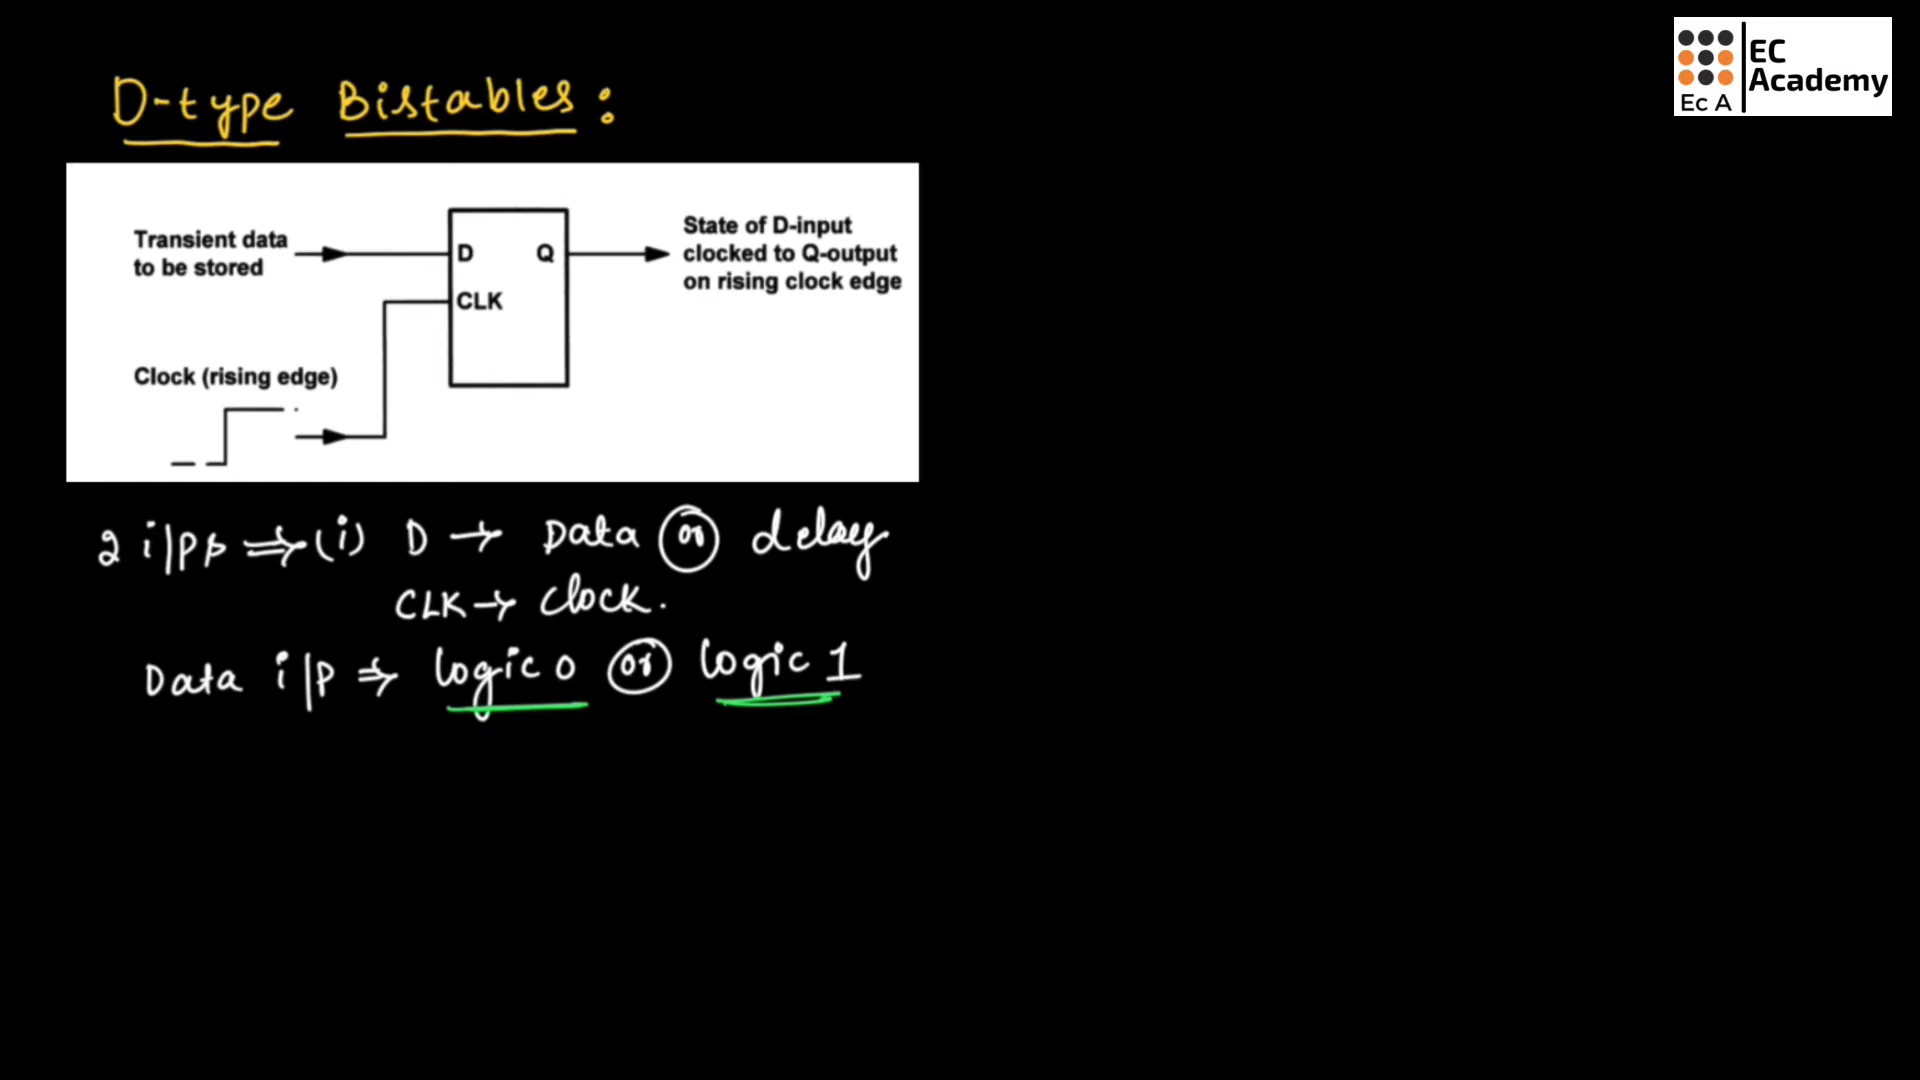 D-type Bistables :
EC
Academy
Ec A
Transient data
to be stored
D
Q
CLK
State of D-input
clocked to Q-output
on rising clock edge
Clock (rising edge)
2 i|pp ⇒ (i) D → Data or delay
CLK → clock.
Data i|p ⇒ logic 0 or logic 1